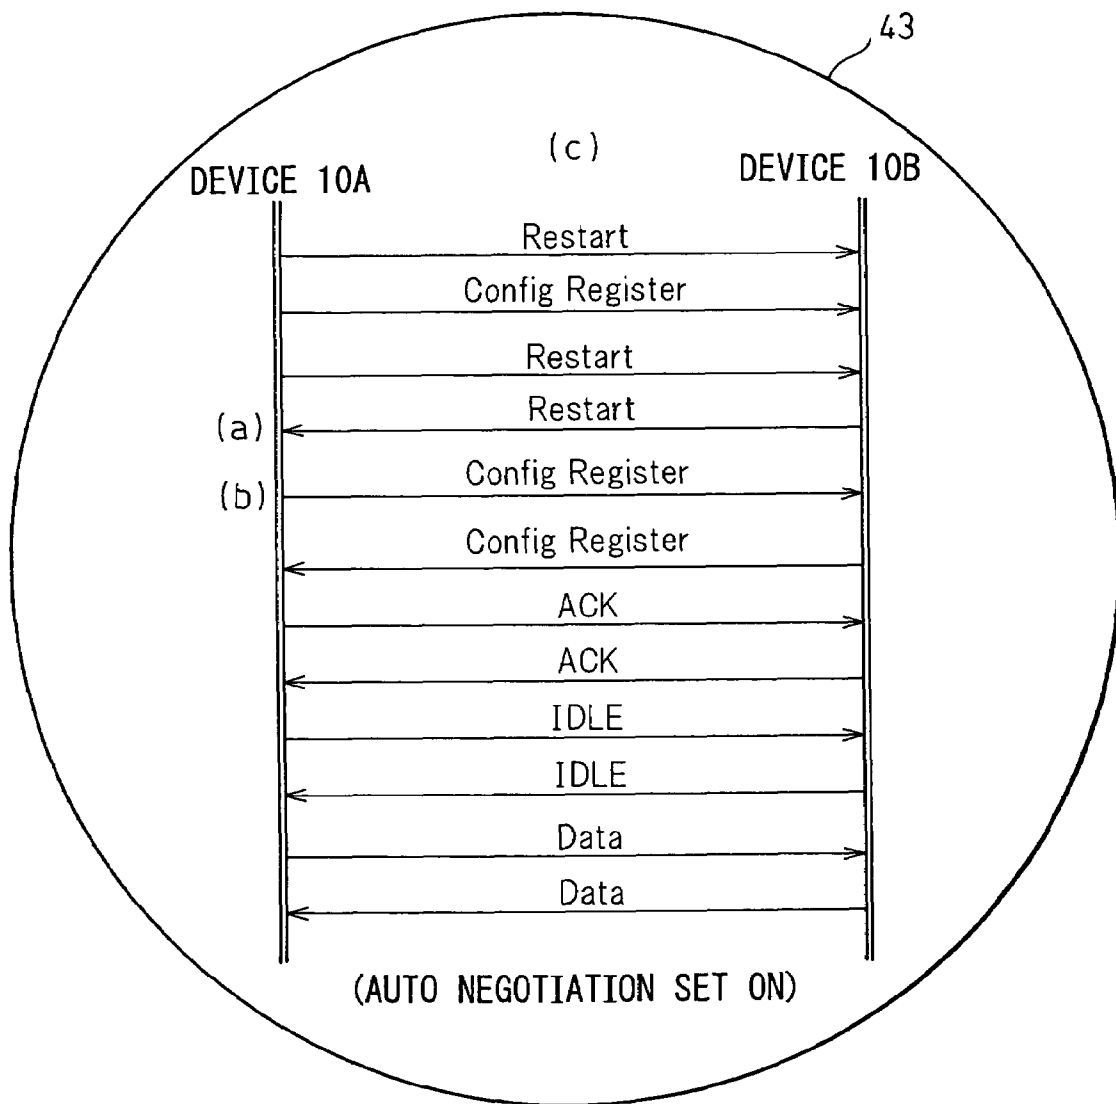 43
(c)
DEVICE 10A
DEVICE 10B
Restart
Config Register
Restart
Restart
(a)
Config Register
(b)
Config Register
ACK
ACK
IDLE
IDLE
Data
Data
(AUTO NEGOTIATION SET ON)